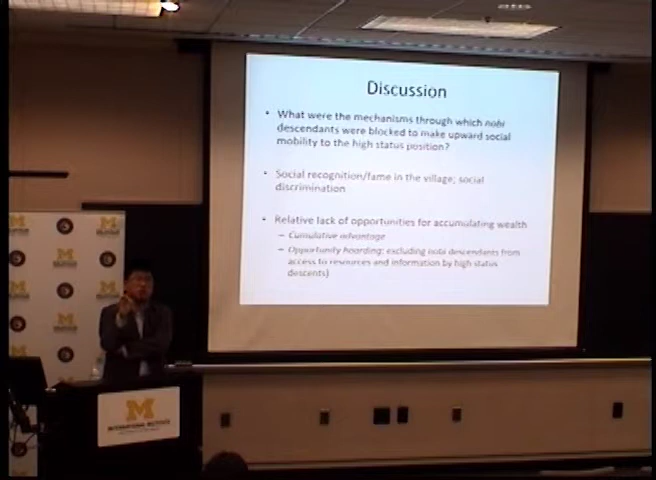 Discussion
• What were the mechanisms through which nobi
descendants were blocked to make upward social
mobility to the high status position?
• Social recognition/fame in the village; social
discrimination
• Relative lack of opportunities for accumulating wealth
– Cumulative advantage
– Opportunity hoarding: excluding nobi descendants from
access to resources and information by high status
descents)
M
INTERNATIONAL INSTITUTE